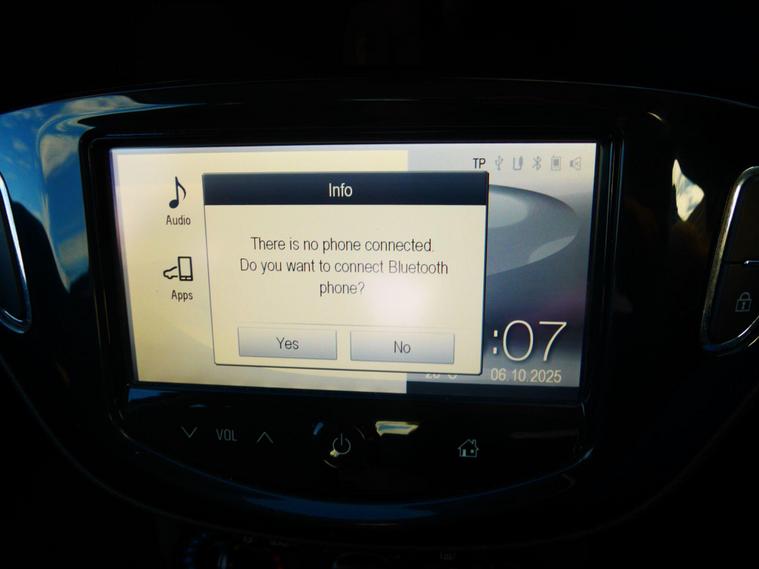 TP
Info
Audio
There is no phone connected.
Do you want to connect Bluetooth
phone?
Apps
Yes
No
:07
06.10.2025
VOL